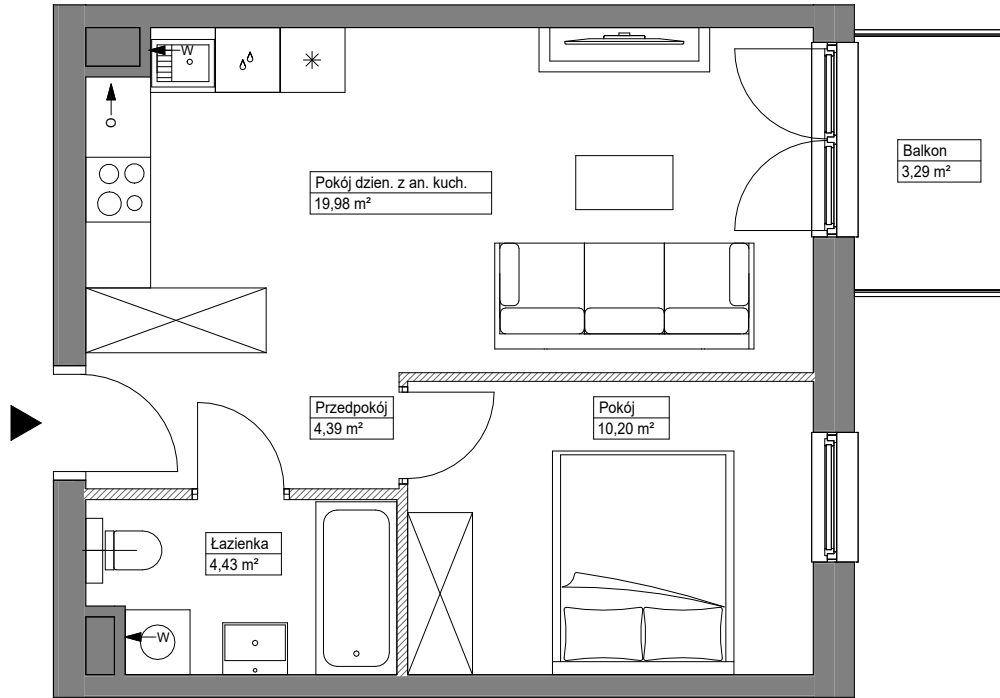 W
O
Pokój dzien. z an. kuch.
19,98 m²
Balkon
3,29 m²
Przedpokój
4,39 m²
Pokój
10,20 m²
Łazienka
4,43 m²
W